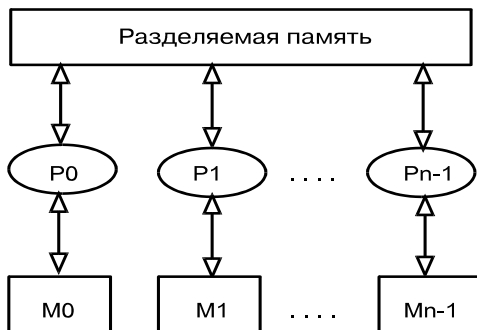 Разделяемая память
P0 P1 . . . . Pn-1
M0 M1 . . . . Mn-1